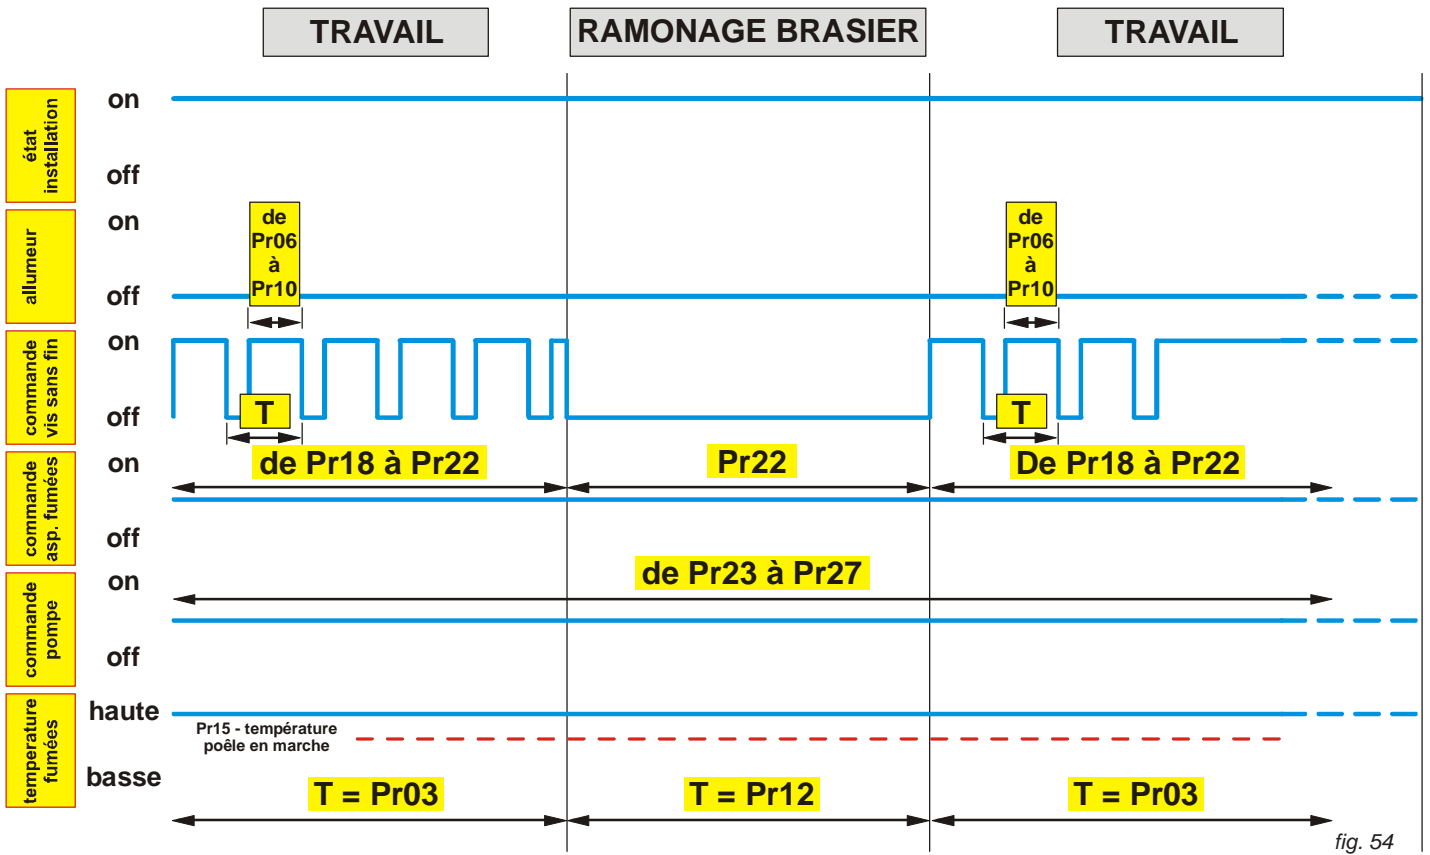 TRAVAIL
RAMONAGE BRASIER
TRAVAIL
état
installation
on
off
allumeur
on
off
de
Pr06
à
Pr10
de
Pr06
à
Pr10
commande
vis sans fin
on
off
T
T
commande
asp. fumées
on
off
de Pr18 à Pr22
Pr22
De Pr18 à Pr22
commande
pompe
on
off
de Pr23 à Pr27
temperature
fumées
haute
basse
Pr15 - température
poêle en marche
T = Pr03
T = Pr12
T = Pr03
fig. 54